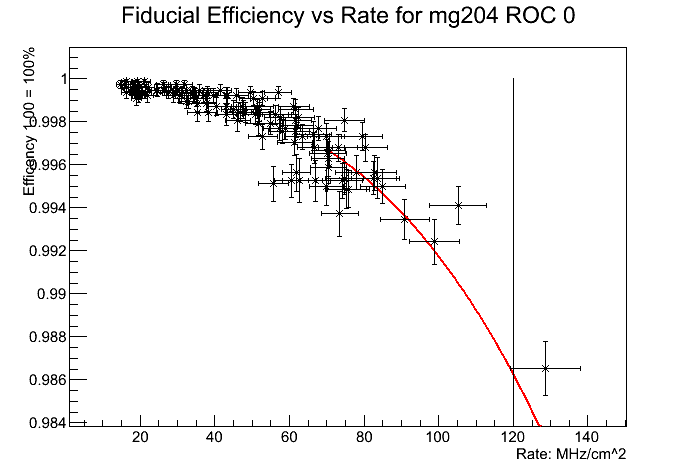 Fiducial Efficiency vs Rate for mg204 ROC 0
Efficency 1.00 = 100%
1
0.998
0.996
0.994
0.992
0.99
0.988
0.986
0.984
20 40 60 80 100 120 140
Rate: MHz/cm^2